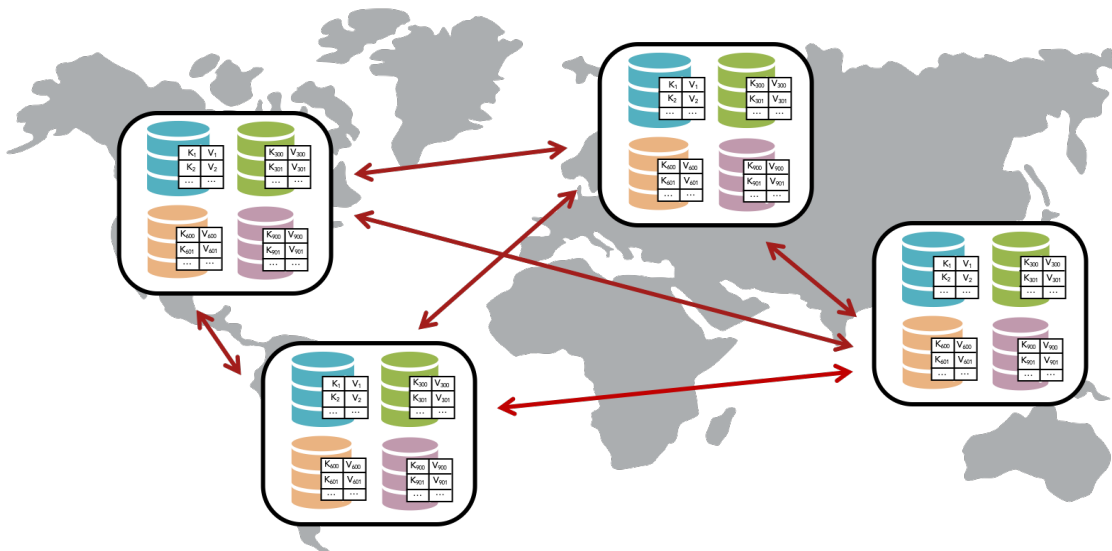 K₁ V₁
K₂ V₂
… …
K₃₀₀ V₃₀₀
K₃₀₁ V₃₀₁
… …
K₆₀₀ V₆₀₀
K₆₀₁ V₆₀₁
… …
K₉₀₀ V₉₀₀
K₉₀₁ V₉₀₁
… …
K₁ V₁
K₂ V₂
… …
K₃₀₀ V₃₀₀
K₃₀₁ V₃₀₁
… …
K₆₀₀ V₆₀₀
K₆₀₁ V₆₀₁
… …
K₉₀₀ V₉₀₀
K₉₀₁ V₉₀₁
… …
K₁ V₁
K₂ V₂
… …
K₃₀₀ V₃₀₀
K₃₀₁ V₃₀₁
… …
K₆₀₀ V₆₀₀
K₆₀₁ V₆₀₁
… …
K₉₀₀ V₉₀₀
K₉₀₁ V₉₀₁
… …
K₁ V₁
K₂ V₂
… …
K₃₀₀ V₃₀₀
K₃₀₁ V₃₀₁
… …
K₆₀₀ V₆₀₀
K₆₀₁ V₆₀₁
… …
K₉₀₀ V₉₀₀
K₉₀₁ V₉₀₁
… …